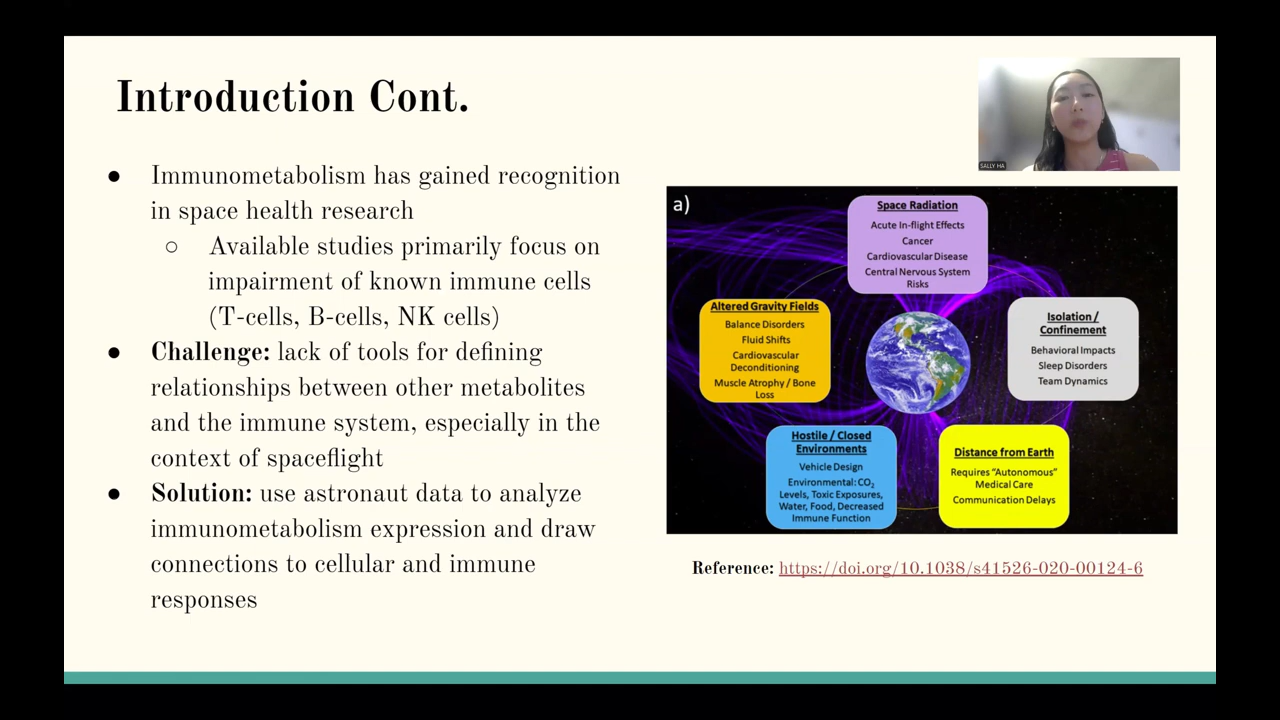 Introduction Cont.
● Immunometabolism has gained recognition
in space health research
○ Available studies primarily focus on
impairment of known immune cells
(T-cells, B-cells, NK cells)
● Challenge: lack of tools for defining
relationships between other metabolites
and the immune system, especially in the
context of spaceflight
● Solution: use astronaut data to analyze
immunometabolism expression and draw
connections to cellular and immune
responses
SALLY HA
a)
Space Radiation
Acute In-flight Effects
Cancer
Cardiovascular Disease
Central Nervous System
Risks
Altered Gravity Fields
Balance Disorders
Fluid Shifts
Cardiovascular
Deconditioning
Muscle Atrophy / Bone
Loss
Isolation /
Confinement
Behavioral Impacts
Sleep Disorders
Team Dynamics
Hostile / Closed
Environments
Vehicle Design
Environmental: CO₂
Levels, Toxic Exposures,
Water, Food, Decreased
Immune Function
Distance from Earth
Requires “Autonomous”
Medical Care
Communication Delays
Reference: https://doi.org/10.1038/s41526-020-00124-6